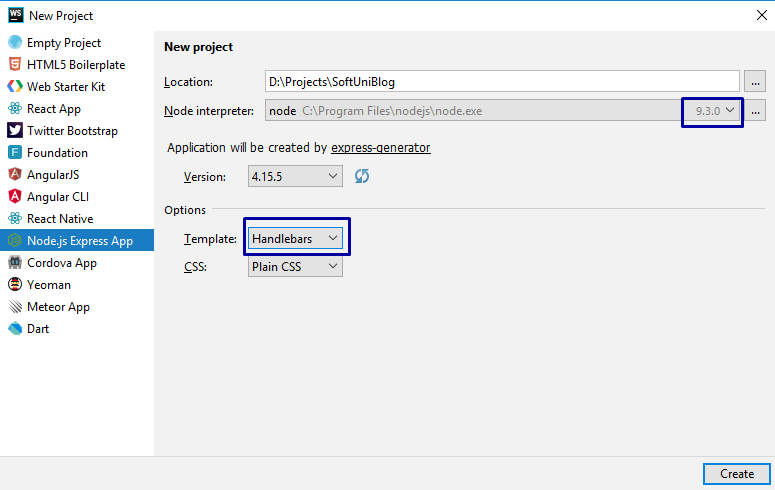 WS New Project
Empty Project
HTML5 Boilerplate
Web Starter Kit
React App
Twitter Bootstrap
Foundation
AngularJS
Angular CLI
React Native
Node.js Express App
Cordova App
Yeoman
Meteor App
Dart
New project
Location: D:\Projects\SoftUniBlog ...
Node interpreter: node C:\Program Files\nodejs\node.exe 9.3.0 ...
Application will be created by express-generator
Version: 4.15.5
Options
Template: Handlebars
CSS: Plain CSS
Create